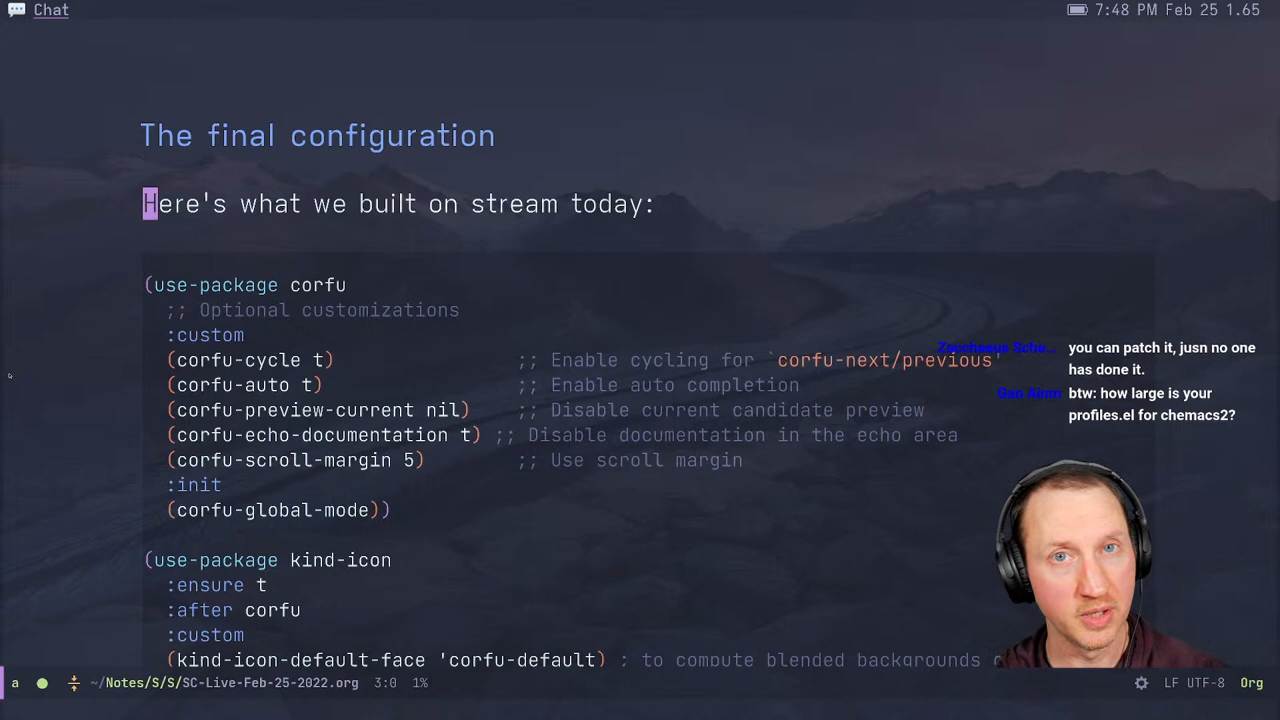 Chat
7:48 PM Feb 25 1.65
The final configuration
Here's what we built on stream today:
(use-package corfu
;; Optional customizations
:custom
(corfu-cycle t) ;; Enable cycling for `corfu-next/previous'
(corfu-auto t) ;; Enable auto completion
(corfu-preview-current nil) ;; Disable current candidate preview
(corfu-echo-documentation t) ;; Disable documentation in the echo area
(corfu-scroll-margin 5) ;; Use scroll margin
:init
(corfu-global-mode))
(use-package kind-icon
:ensure t
:after corfu
:custom
(kind-icon-default-face 'corfu-default) ; to compute blended backgrounds
you can patch it, jusn no one
has done it.
Gan Ainm btw: how large is your
profiles.el for chemacs2?
a ~/Notes/S/S/SC-Live-Feb-25-2022.org 3:0 1% LF UTF-8 Org